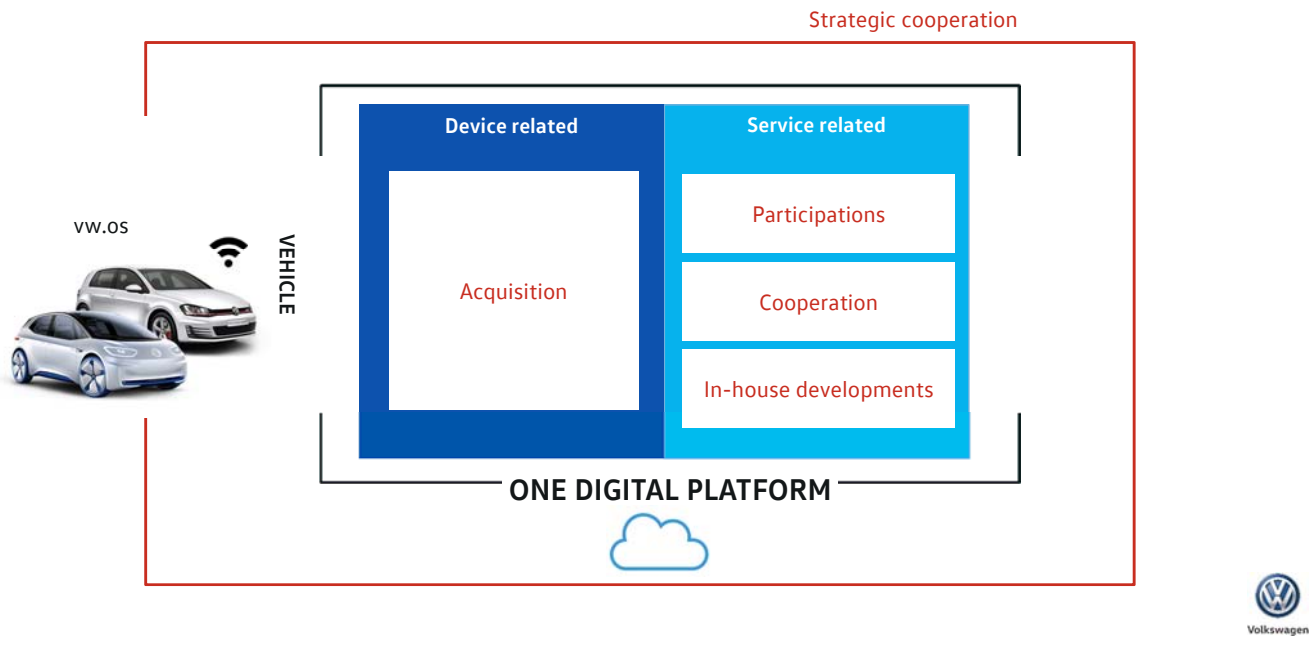 Strategic cooperation
Device related
Service related
vw.os
VEHICLE
Acquisition
Participations
Cooperation
In-house developments
ONE DIGITAL PLATFORM
Volkswagen